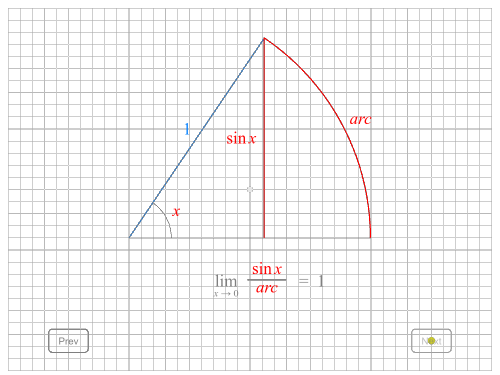 1
sin x
arc
x
lim sin x / arc = 1
x → 0
Prev
Next